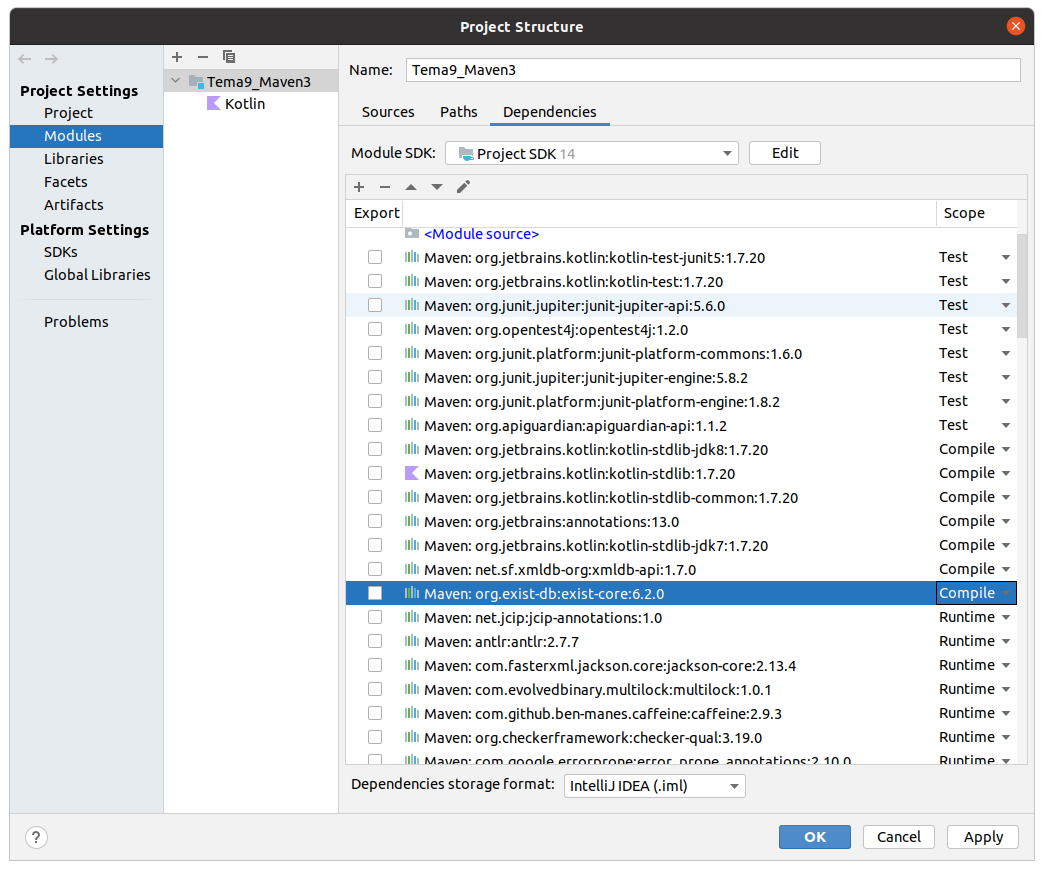 Project Structure
Project Settings
Project
Modules
Libraries
Facets
Artifacts
Platform Settings
SDKs
Global Libraries
Problems
Tema9_Maven3
Kotlin
Name: Tema9_Maven3
Sources Paths Dependencies
Module SDK: Project SDK 14 Edit
Export Scope
<Module source>
Maven: org.jetbrains.kotlin:kotlin-test-junit5:1.7.20 Test
Maven: org.jetbrains.kotlin:kotlin-test:1.7.20 Test
Maven: org.junit.jupiter:junit-jupiter-api:5.6.0 Test
Maven: org.opentest4j:opentest4j:1.2.0 Test
Maven: org.junit.platform:junit-platform-commons:1.6.0 Test
Maven: org.junit.jupiter:junit-jupiter-engine:5.8.2 Test
Maven: org.junit.platform:junit-platform-engine:1.8.2 Test
Maven: org.apiguardian:apiguardian-api:1.1.2 Test
Maven: org.jetbrains.kotlin:kotlin-stdlib-jdk8:1.7.20 Compile
Maven: org.jetbrains.kotlin:kotlin-stdlib:1.7.20 Compile
Maven: org.jetbrains.kotlin:kotlin-stdlib-common:1.7.20 Compile
Maven: org.jetbrains:annotations:13.0 Compile
Maven: org.jetbrains.kotlin:kotlin-stdlib-jdk7:1.7.20 Compile
Maven: net.sf.xmldb-org:xmldb-api:1.7.0 Compile
Maven: org.exist-db:exist-core:6.2.0 Compile
Maven: net.jcip:jcip-annotations:1.0 Runtime
Maven: antlr:antlr:2.7.7 Runtime
Maven: com.fasterxml.jackson.core:jackson-core:2.13.4 Runtime
Maven: com.evolvedbinary.multilock:multilock:1.0.1 Runtime
Maven: com.github.ben-manes.caffeine:caffeine:2.9.3 Runtime
Maven: org.checkerframework:checker-qual:3.19.0 Runtime
Maven: com.google.errorprone:error_prone_annotations:2.10.0 Runtime
Dependencies storage format: IntelliJ IDEA (.iml)
? OK Cancel Apply